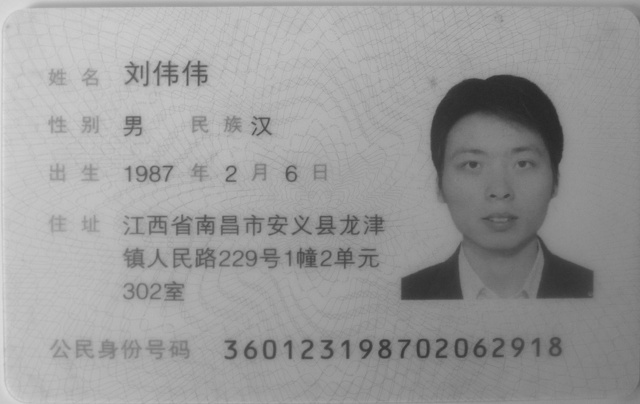 姓名 刘伟伟
性别 男 民族 汉
出生 1987 年 2 月 6 日
住址 江西省南昌市安义县龙津
镇人民路229号1幢2单元
302室
公民身份号码 360123198702062918